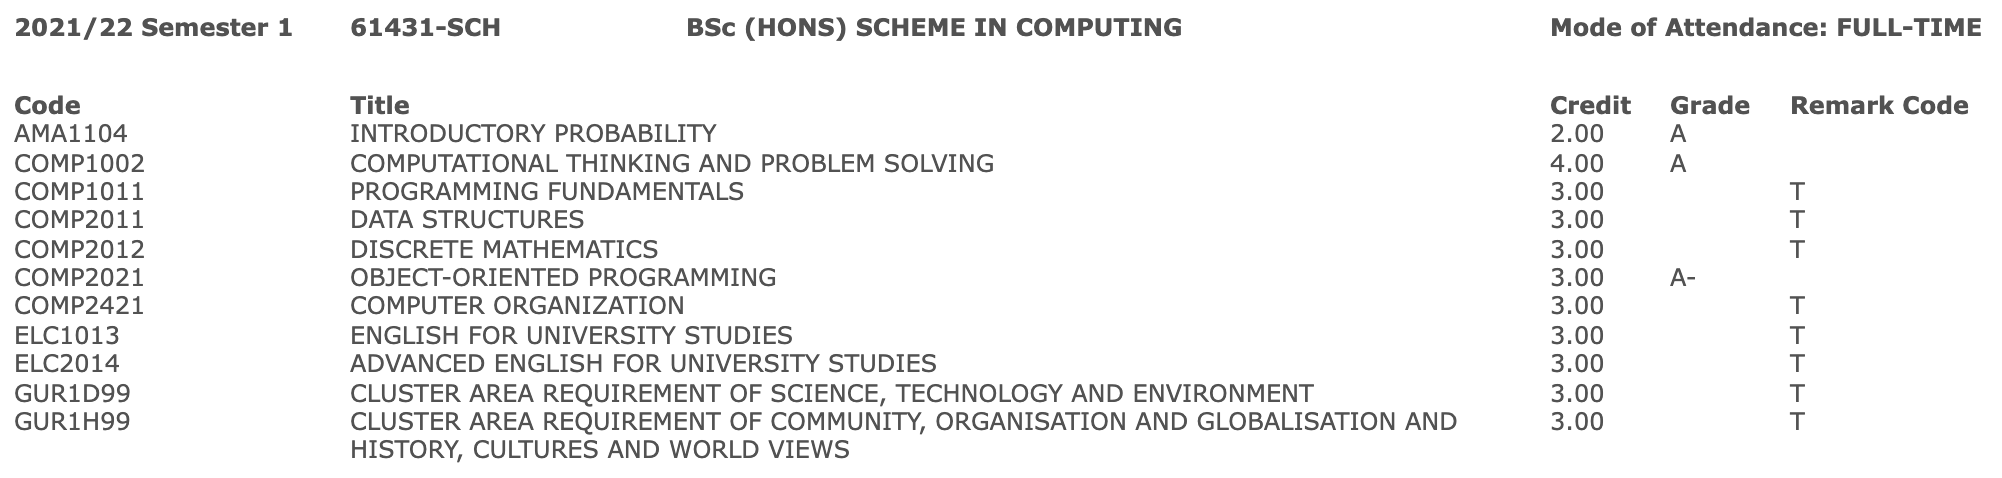 2021/22 Semester 1 61431-SCH BSc (HONS) SCHEME IN COMPUTING Mode of Attendance: FULL-TIME
Code Title Credit Grade Remark Code
AMA1104 INTRODUCTORY PROBABILITY 2.00 A
COMP1002 COMPUTATIONAL THINKING AND PROBLEM SOLVING 4.00 A
COMP1011 PROGRAMMING FUNDAMENTALS 3.00 T
COMP2011 DATA STRUCTURES 3.00 T
COMP2012 DISCRETE MATHEMATICS 3.00 T
COMP2021 OBJECT-ORIENTED PROGRAMMING 3.00 A-
COMP2421 COMPUTER ORGANIZATION 3.00 T
ELC1013 ENGLISH FOR UNIVERSITY STUDIES 3.00 T
ELC2014 ADVANCED ENGLISH FOR UNIVERSITY STUDIES 3.00 T
GUR1D99 CLUSTER AREA REQUIREMENT OF SCIENCE, TECHNOLOGY AND ENVIRONMENT 3.00 T
GUR1H99 CLUSTER AREA REQUIREMENT OF COMMUNITY, ORGANISATION AND GLOBALISATION AND 3.00 T
HISTORY, CULTURES AND WORLD VIEWS